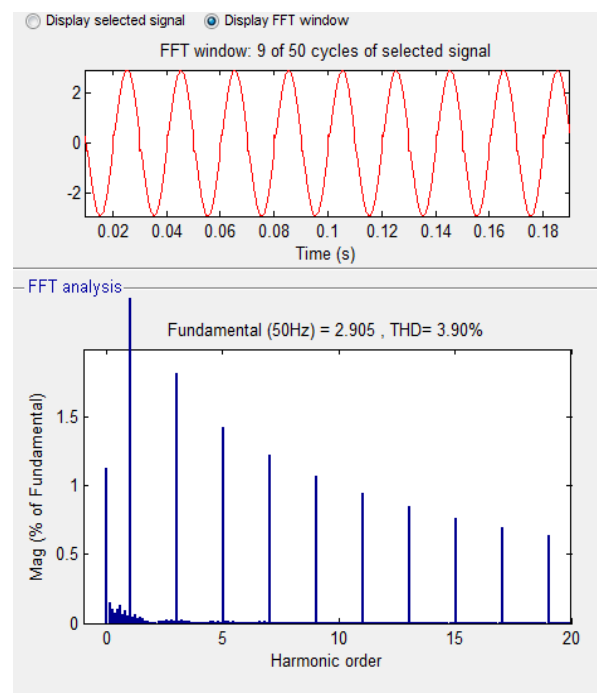 Display selected signal Display FFT window
FFT window: 9 of 50 cycles of selected signal
2
0
-2
0.02 0.04 0.06 0.08 0.1 0.12 0.14 0.16 0.18
Time (s)
FFT analysis
Fundamental (50Hz) = 2.905 , THD= 3.90%
Mag (% of Fundamental)
1.5
1
0.5
0
0 5 10 15 20
Harmonic order